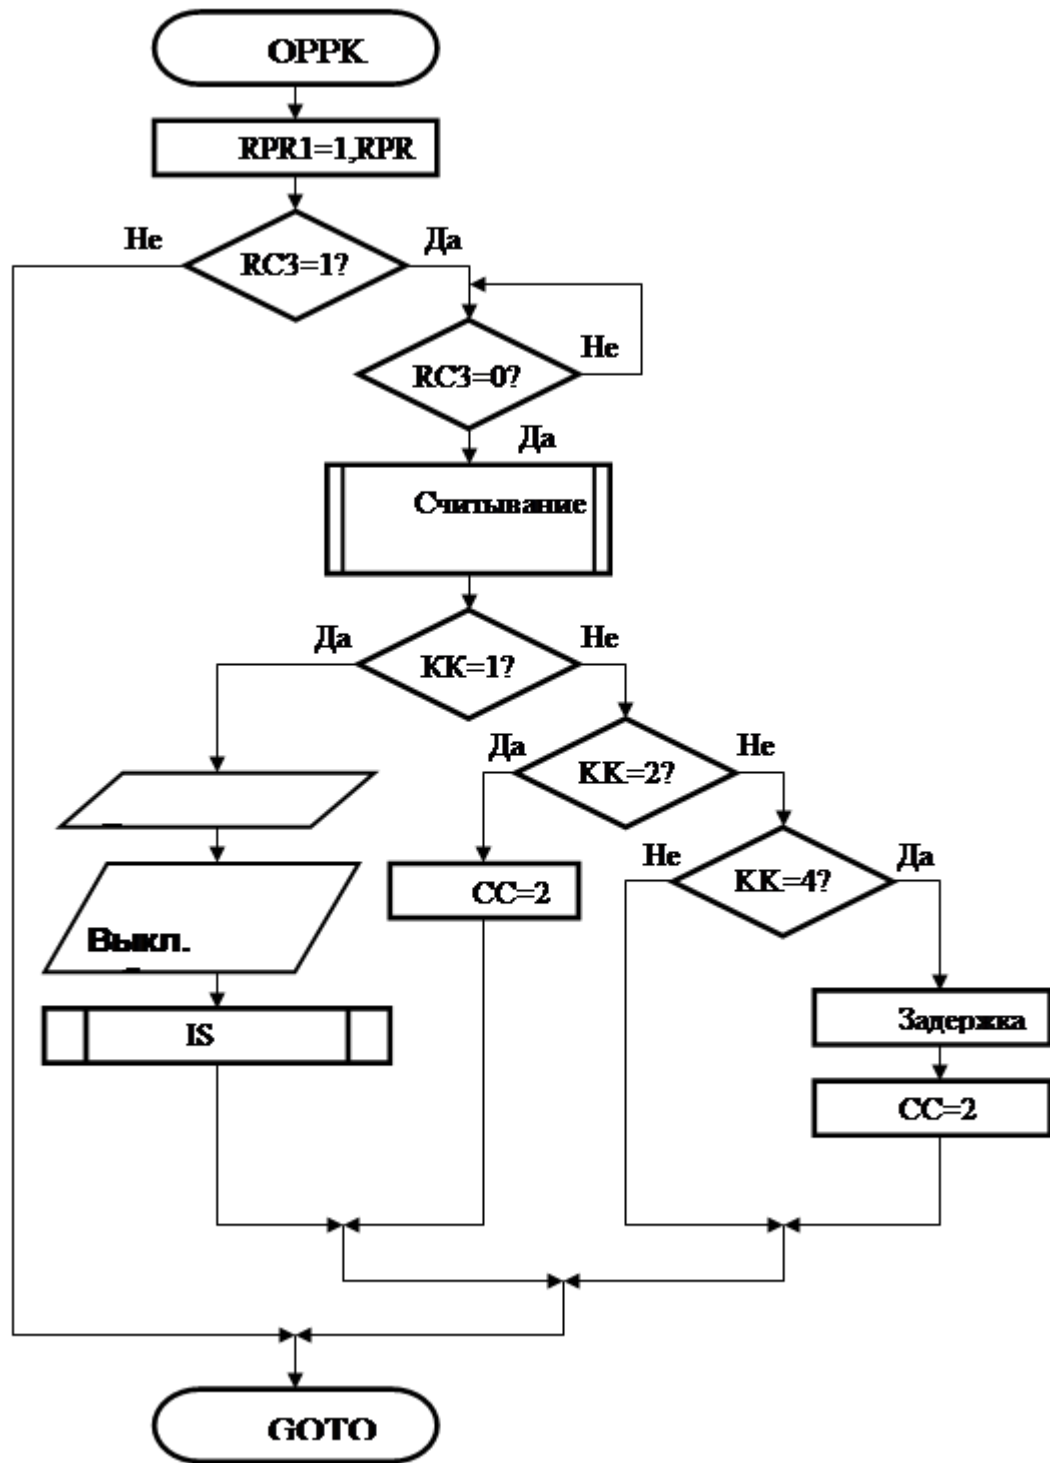 OPPK
RPR1=1,RPR
Не
Да
RC3=1?
Не
RC3=0?
Да
Считывание
Да
Не
KK=1?
Да
Не
KK=2?
Не
Да
CC=2
KK=4?
Выкл.
Задержка
IS
CC=2
GOTO